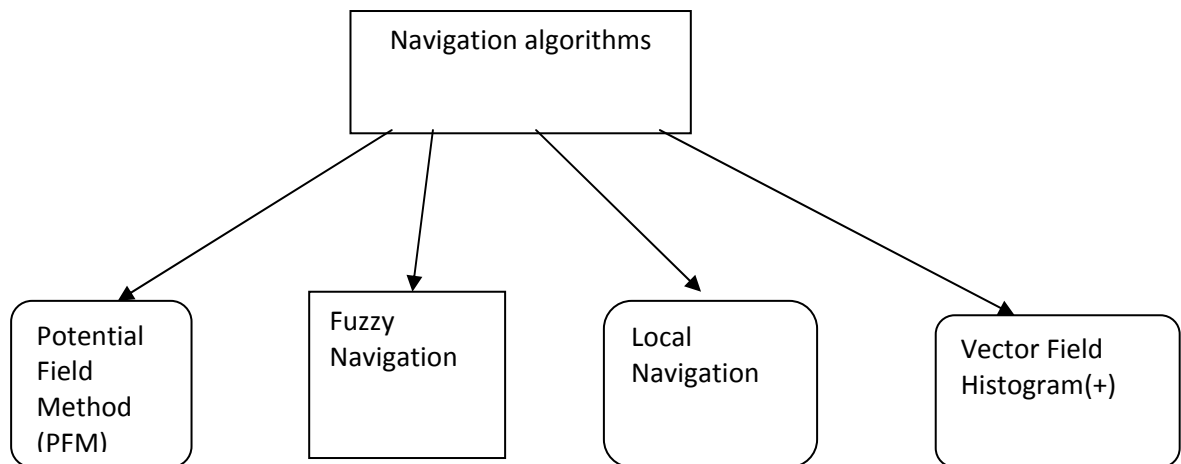 Navigation algorithms
Potential
Field
Method
(PFM)
Fuzzy
Navigation
Local
Navigation
Vector Field
Histogram(+)